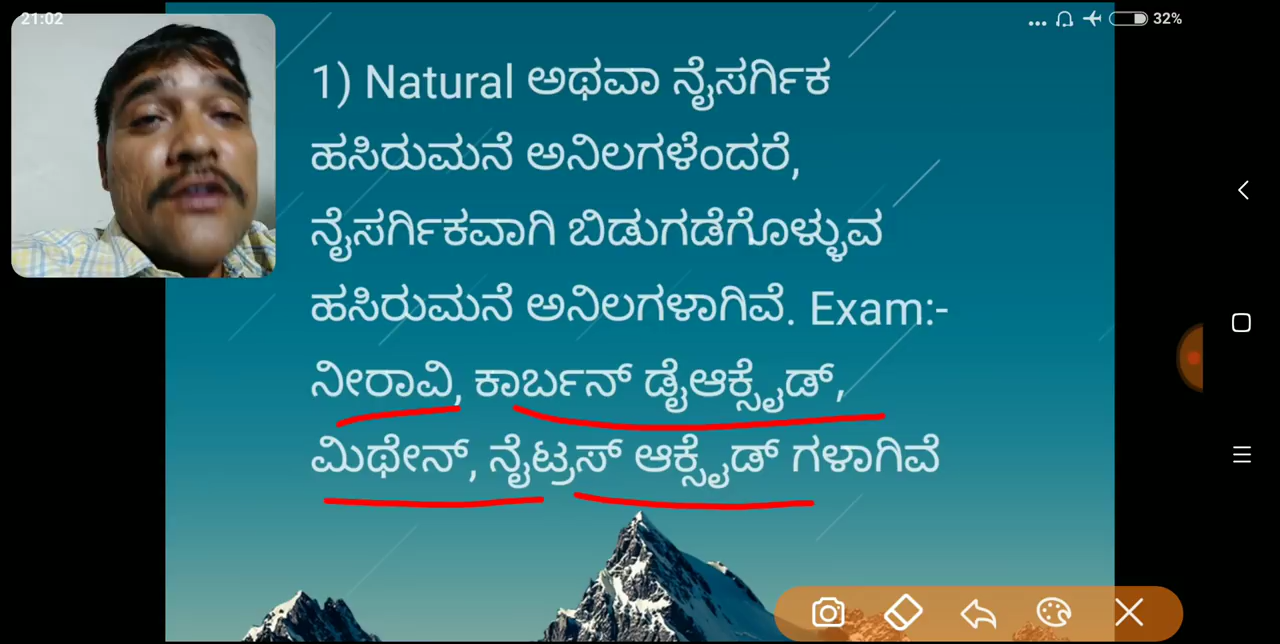 21:02
32%
1) Natural ಅಥವಾ ನೈಸರ್ಗಿಕ
ಹಸಿರುಮನೆ ಅನಿಲಗಳೆಂದರೆ,
ನೈಸರ್ಗಿಕವಾಗಿ ಬಿಡುಗಡೆಗೊಳ್ಳುವ
ಹಸಿರುಮನೆ ಅನಿಲಗಳಾಗಿವೆ. Exam:-
ನೀರಾವಿ, ಕಾರ್ಬನ್ ಡೈಆಕ್ಸೈಡ್,
ಮಿಥೇನ್, ನೈಟ್ರಸ್ ಆಕ್ಸೈಡ್ ಗಳಾಗಿವೆ